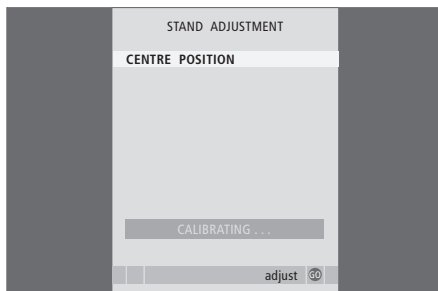 STAND ADJUSTMENT
CENTRE POSITION
CALIBRATING . . .
adjust GO